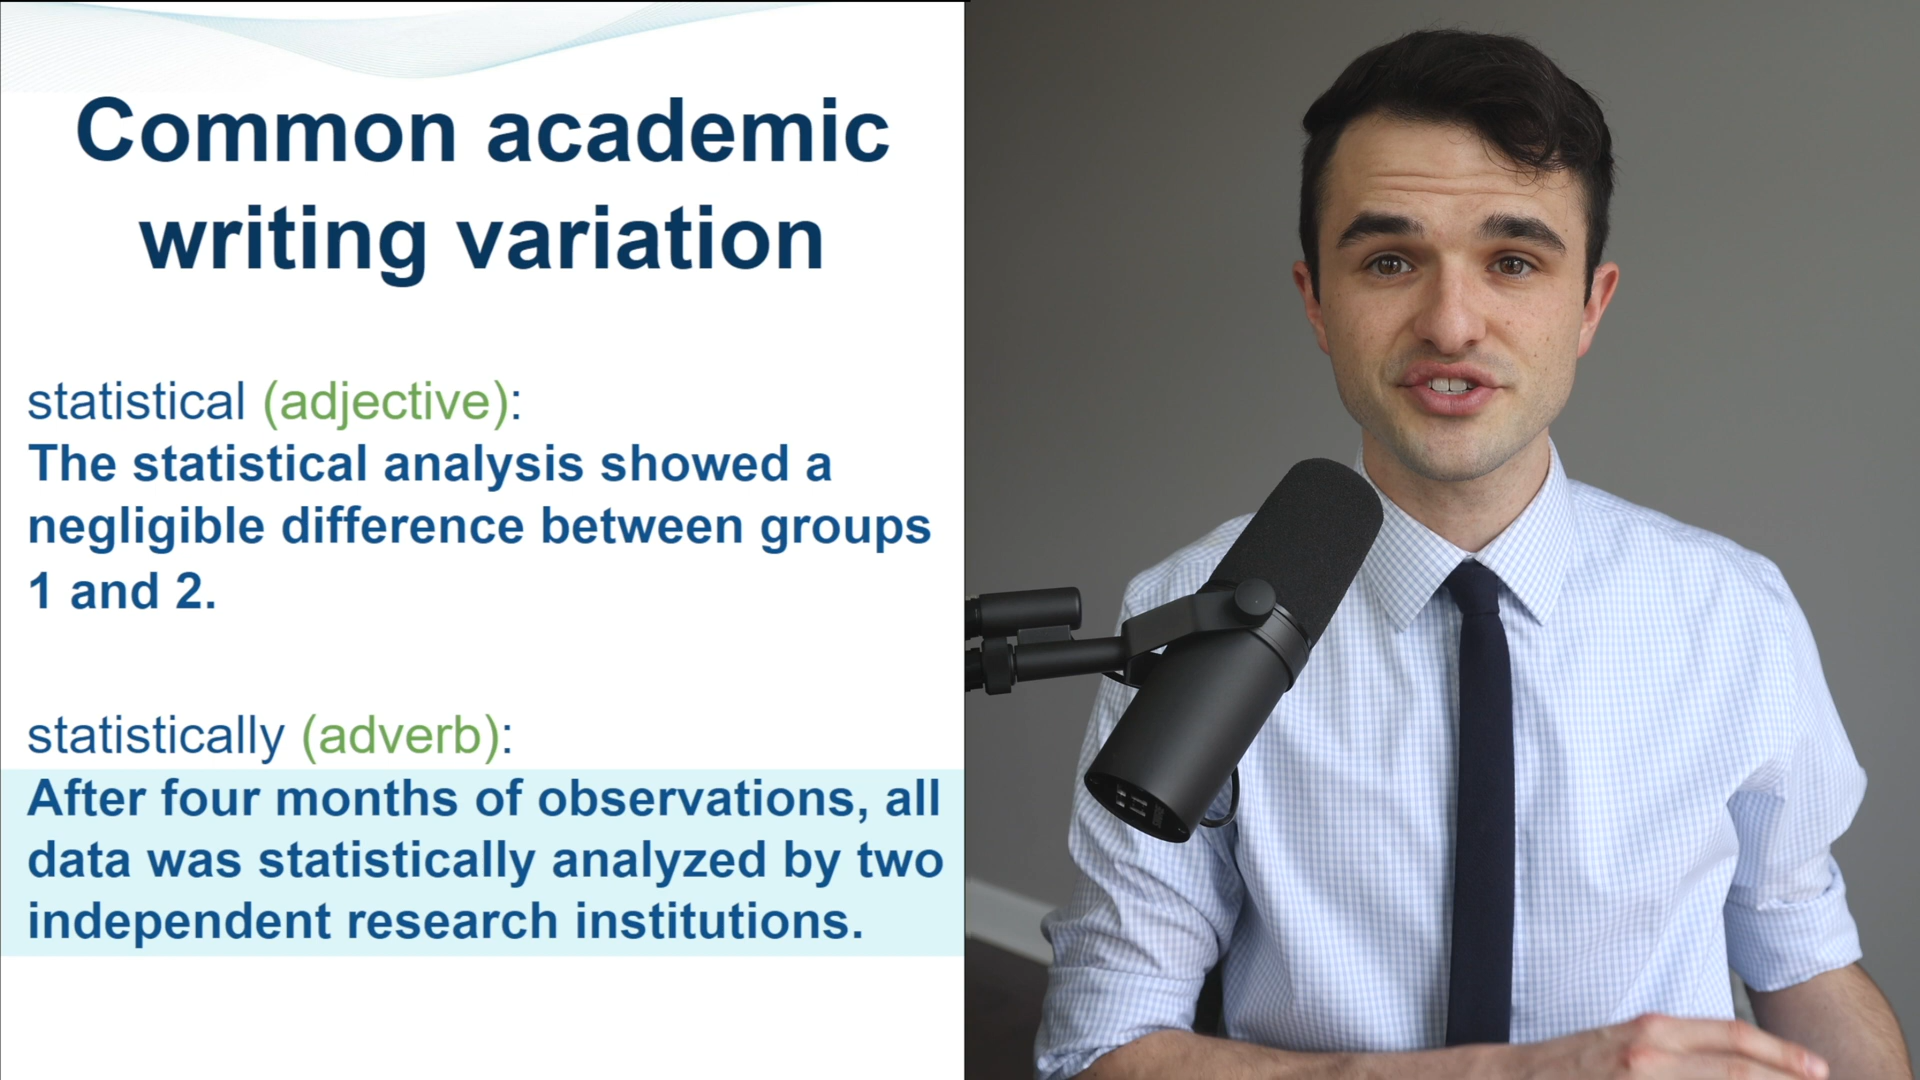 Common academic
writing variation
statistical (adjective):
The statistical analysis showed a
negligible difference between groups
1 and 2.
statistically (adverb):
After four months of observations, all
data was statistically analyzed by two
independent research institutions.